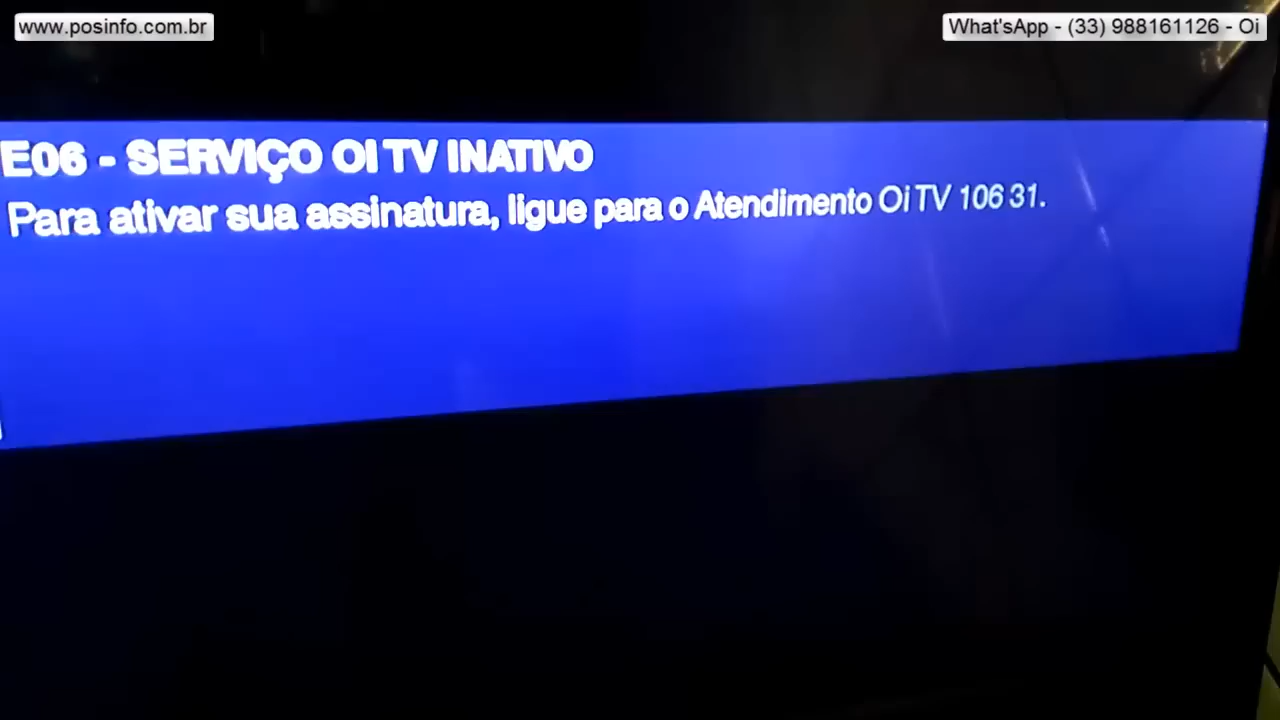 www.posinfo.com.br
What'sApp - (33) 988161126 - Oi
E06 - SERVIÇO OI TV INATIVO
Para ativar sua assinatura, ligue para o Atendimento Oi TV 106 31.